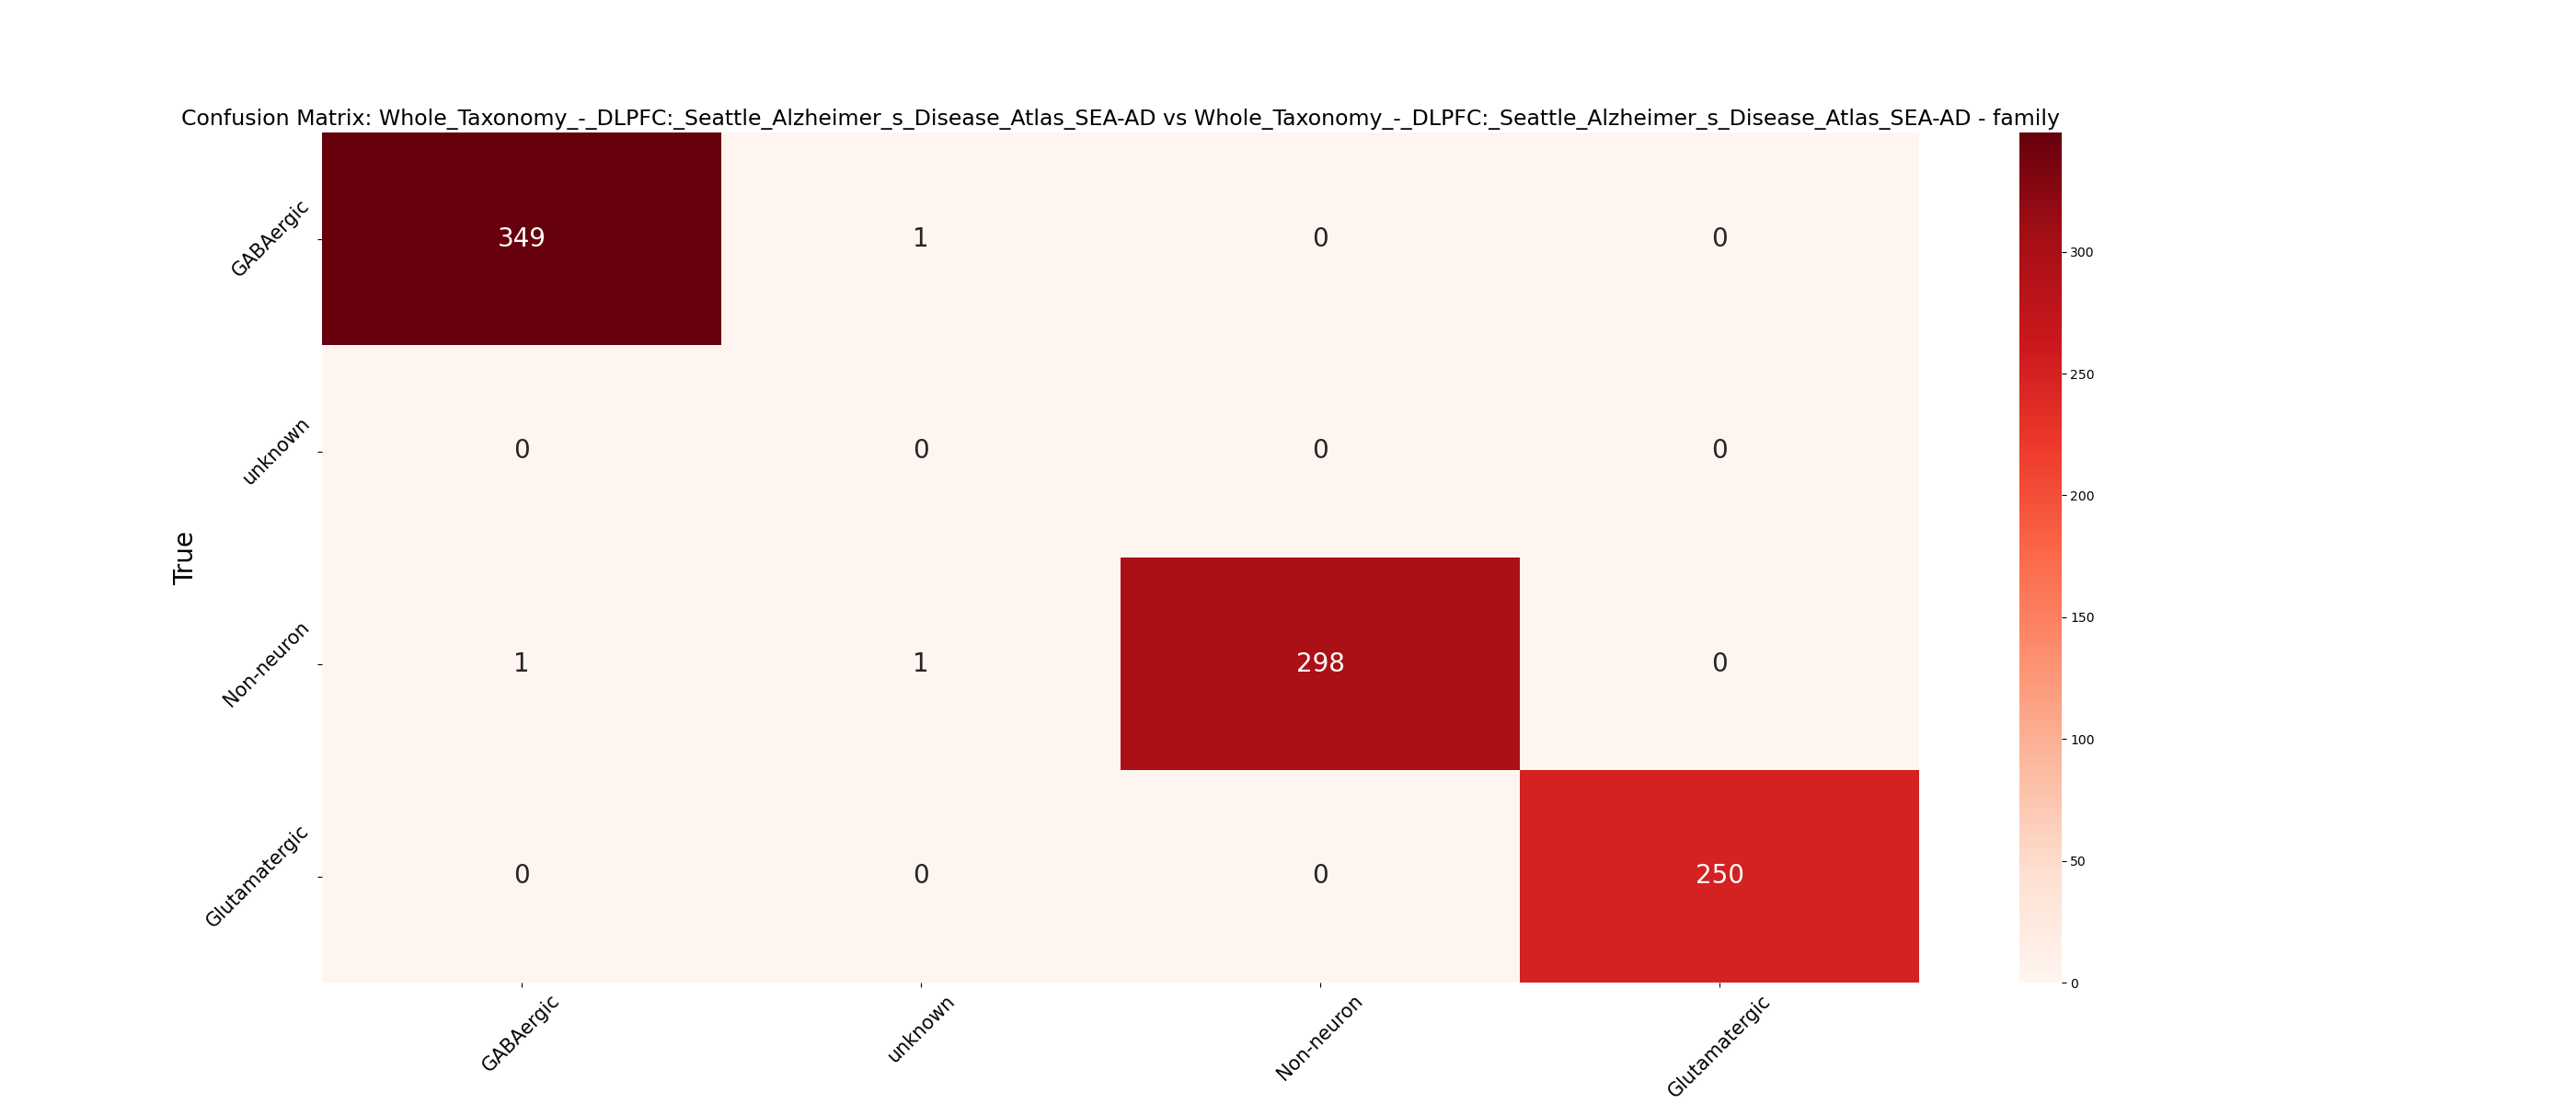 Confusion Matrix: Whole_Taxonomy_-_DLPFC:_Seattle_Alzheimer_s_Disease_Atlas_SEA-AD vs Whole_Taxonomy_-_DLPFC:_Seattle_Alzheimer_s_Disease_Atlas_SEA-AD - family
True
GABAergic
349 1 0 0
unknown
0 0 0 0
Non-neuron
1 1 298 0
Glutamatergic
0 0 0 250
GABAergic unknown Non-neuron Glutamatergic
300
250
200
150
100
50
0